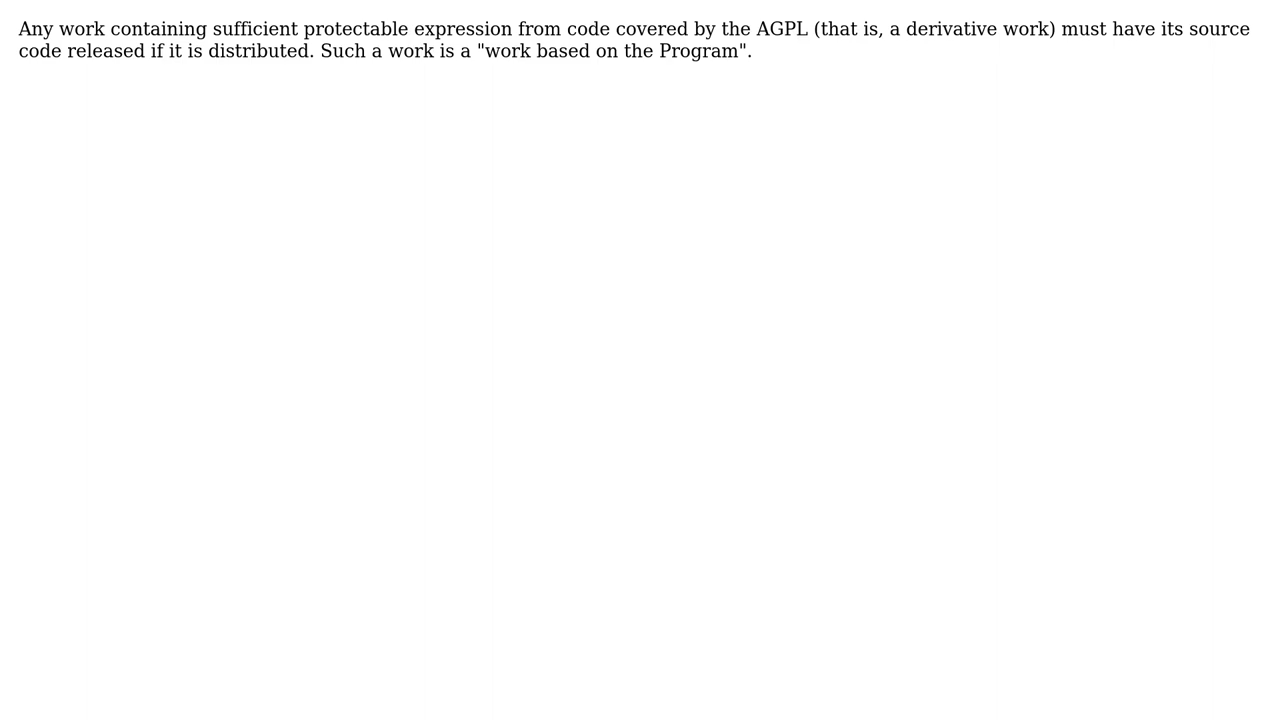 Any work containing sufficient protectable expression from code covered by the AGPL (that is, a derivative work) must have its source
code released if it is distributed. Such a work is a "work based on the Program".